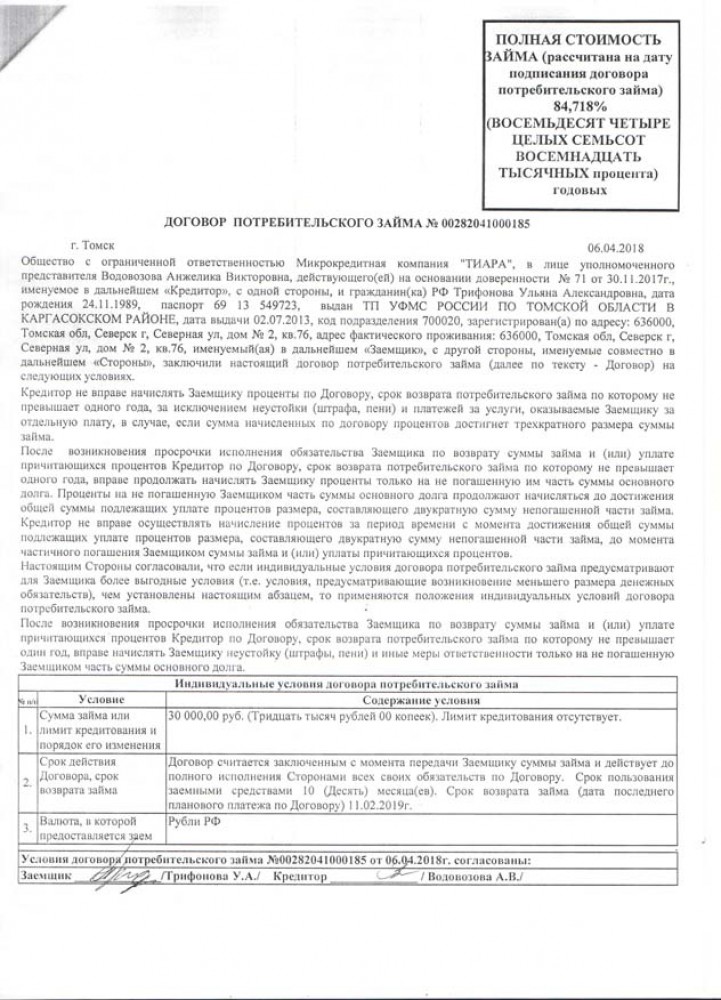 ПОЛНАЯ СТОИМОСТЬ
ЗАЙМА (рассчитана на дату
подписания договора
потребительского займа)
84,718%
(ВОСЕМЬДЕСЯТ ЧЕТЫРЕ
ЦЕЛЫХ СЕМЬСОТ
ВОСЕМНАДЦАТЬ
ТЫСЯЧНЫХ процента)
годовых
ДОГОВОР ПОТРЕБИТЕЛЬСКОГО ЗАЙМА № 00282041000185
г. Томск 06.04.2018
Общество с ограниченной ответственностью Микрокредитная компания "ТИАРА", в лице уполномоченного
представителя Водовозова Анжелика Викторовна, действующего(ей) на основании доверенности № 71 от 30.11.2017г.,
именуемое в дальнейшем «Кредитор», с одной стороны, и гражданин(ка) РФ Трифонова Ульяна Александровна, дата
рождения 24.11.1989, паспорт 69 13 549723, выдан ТП УФМС РОССИИ ПО ТОМСКОЙ ОБЛАСТИ В
КАРГАСОКСКОМ РАЙОНЕ, дата выдачи 02.07.2013, код подразделения 700020, зарегистрирован(а) по адресу: 636000,
Томская обл, Северск г, Северная ул, дом № 2, кв.76, адрес фактического проживания: 636000, Томская обл, Северск г,
Северная ул, дом № 2, кв.76, именуемый(ая) в дальнейшем «Заемщик», с другой стороны, именуемые совместно в
дальнейшем «Стороны», заключили настоящий договор потребительского займа (далее по тексту - Договор) на
следующих условиях.
Кредитор не вправе начислять Заемщику проценты по Договору, срок возврата потребительского займа по которому не
превышает одного года, за исключением неустойки (штрафа, пени) и платежей за услуги, оказываемые Заемщику за
отдельную плату, в случае, если сумма начисленных по договору процентов достигнет трехкратного размера суммы
займа.
После возникновения просрочки исполнения обязательства Заемщика по возврату суммы займа и (или) уплате
причитающихся процентов Кредитор по Договору, срок возврата потребительского займа по которому не превышает
одного года, вправе продолжать начислять Заемщику проценты только на не погашенную им часть суммы основного
долга. Проценты на не погашенную Заемщиком часть суммы основного долга продолжают начисляться до достижения
общей суммы подлежащих уплате процентов размера, составляющего двукратную сумму непогашенной части займа.
Кредитор не вправе осуществлять начисление процентов за период времени с момента достижения общей суммы
подлежащих уплате процентов размера, составляющего двукратную сумму непогашенной части займа, до момента
частичного погашения Заемщиком суммы займа и (или) уплаты причитающихся процентов.
Настоящим Стороны согласовали, что если индивидуальные условия договора потребительского займа предусматривают
для Заемщика более выгодные условия (т.е. условия, предусматривающие возникновение меньшего размера денежных
обязательств), чем установлены настоящим абзацем, то применяются положения индивидуальных условий договора
потребительского займа.
После возникновения просрочки исполнения обязательства Заемщика по возврату суммы займа и (или) уплате
причитающихся процентов Кредитор по Договору, срок возврата потребительского займа по которому не превышает
один год, вправе начислять Заемщику неустойку (штрафы, пени) и иные меры ответственности только на не погашенную
Заемщиком часть суммы основного долга.
Индивидуальные условия договора потребительского займа
№ п/п Условие Содержание условия
1. Сумма займа или лимит кредитования и порядок его изменения
30 000,00 руб. (Тридцать тысяч рублей 00 копеек). Лимит кредитования отсутствует.
2. Срок действия Договора, срок возврата займа
Договор считается заключенным с момента передачи Заемщику суммы займа и действует до
полного исполнения Сторонами всех своих обязательств по Договору. Срок пользования
заемными средствами 10 (Десять) месяца(ев). Срок возврата займа (дата последнего
планового платежа по Договору) 11.02.2019г.
3. Валюта, в которой предоставляется заем
Рубли РФ
Условия договора потребительского займа №00282041000185 от 06.04.2018г. согласованы:
Заемщик /Трифонова У.А./ Кредитор / Водовозова А.В./